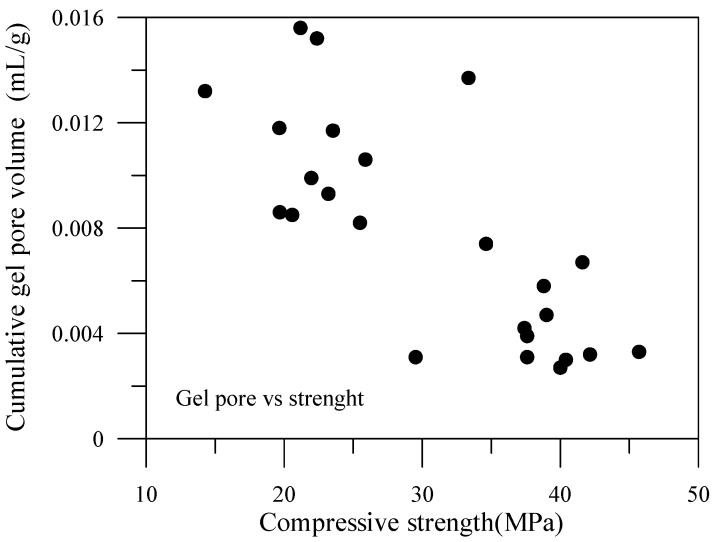 0.016
0.012
0.008
0.004
0
Cumulative gel pore volume (mL/g)
Gel pore vs strenght
10 20 30 40 50
Compressive strength(MPa)